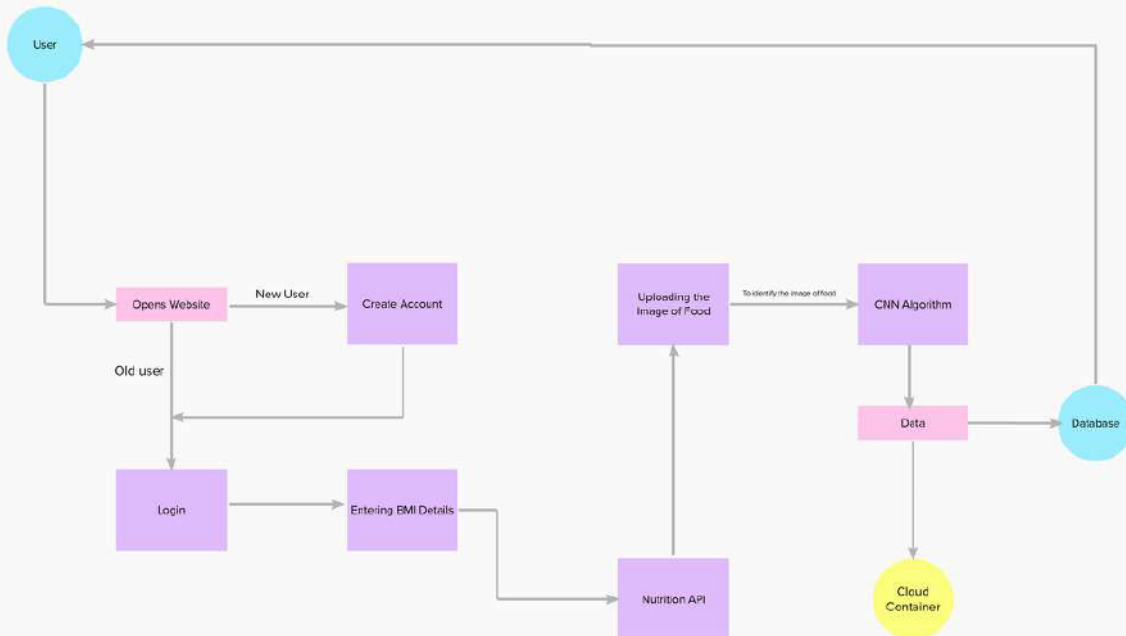 User
Opens Website
New User
Create Account
Old user
Login
Entering BMI Details
Nutrition API
Uploading the
Image of Food
To identify the image of food
CNN Algorithm
Data
Database
Cloud
Container